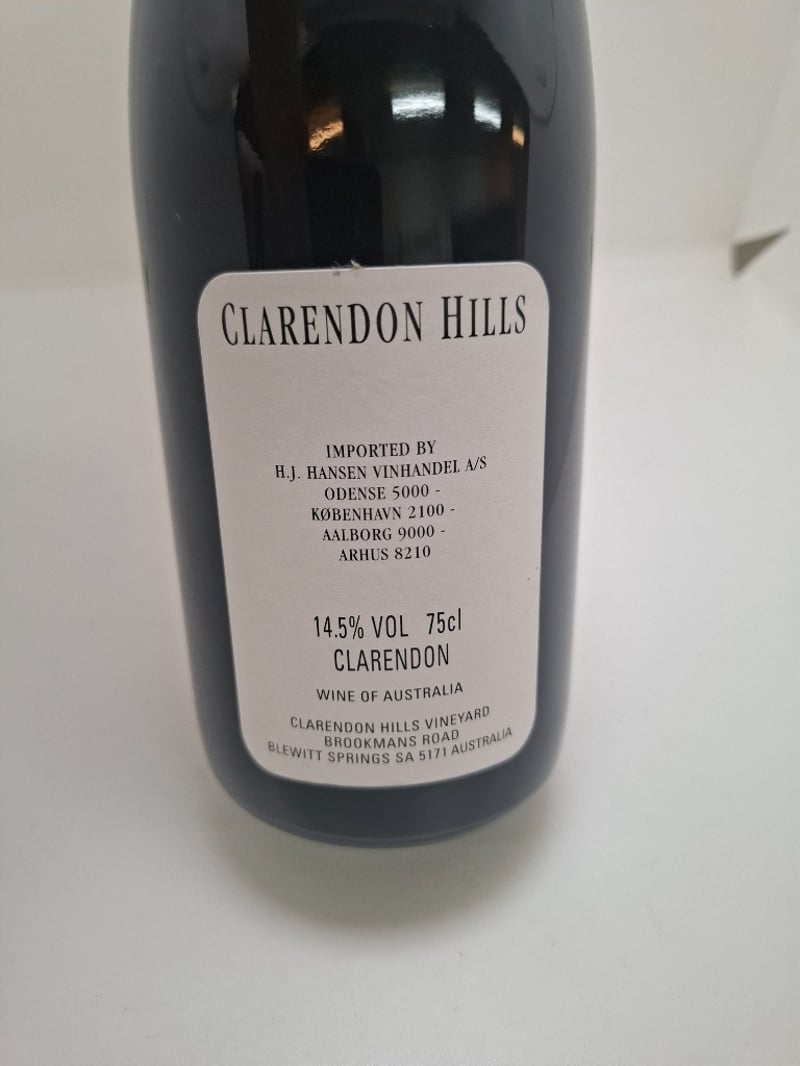 CLARENDON HILLS
IMPORTED BY
H.J. HANSEN VINHANDEL A/S
ODENSE 5000 -
KØBENHAVN 2100 -
AALBORG 9000 -
ARHUS 8210
14.5% VOL 75cl
CLARENDON
WINE OF AUSTRALIA
CLARENDON HILLS VINEYARD
BROOKMANS ROAD
BLEWITT SPRINGS SA 5171 AUSTRALIA